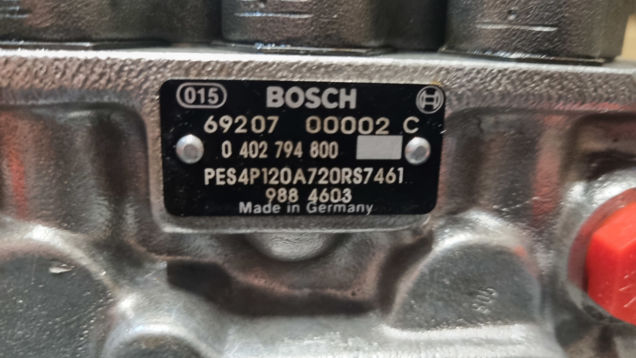 015 BOSCH
69207 00002 C
0 402 794 800
PES4P120A720RS7461
988 4603
Made in Germany